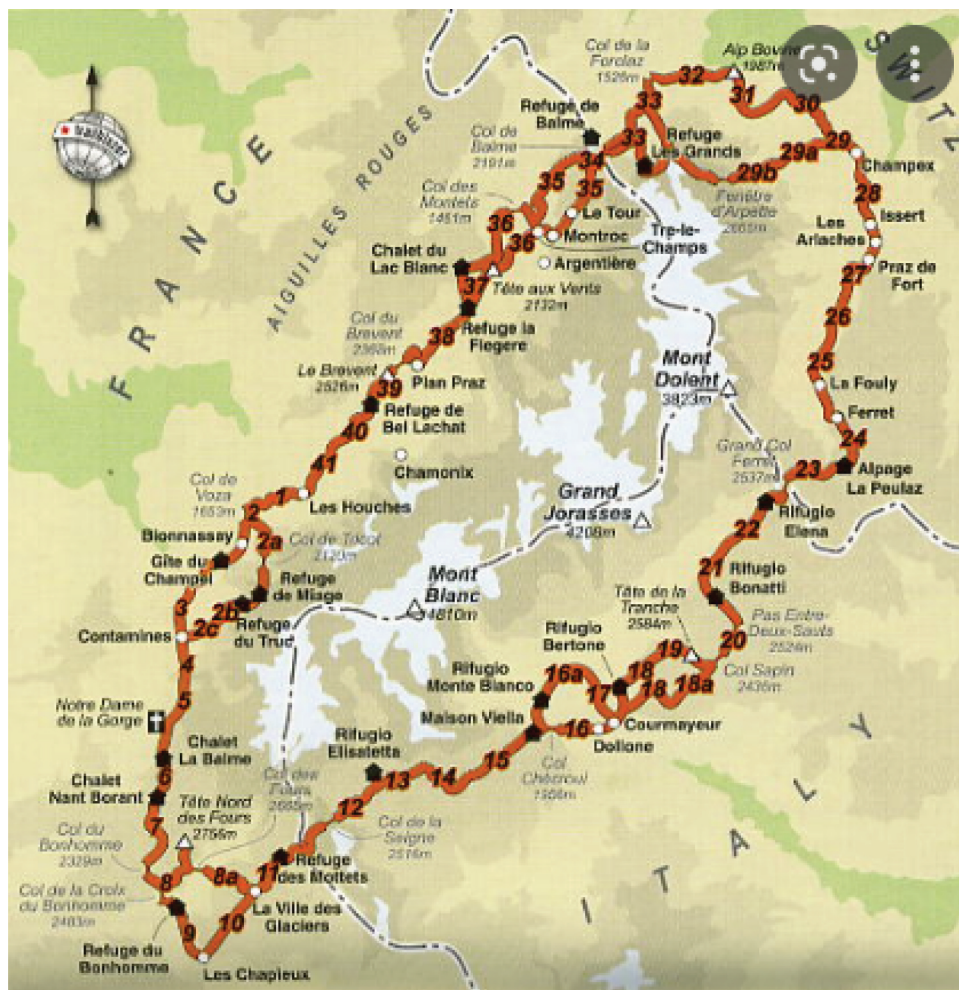 Col de la
Forclaz
1526m
Alp Bovine
1987m
SWITZ
32
31
30
33
Refuge de
Balme
Col de
Balme
2191m
33
Refuge
Les Grands
34
29
29a
29b
Champex
Fenêtre
d'Arpette
2665m
28
35
35
Col des
Montets
1461m
Le Tour
Issert
Les
Arlaches
36
36
Montroc
Tre-le-
Champs
Argentière
Chalet du
Lac Blanc
37
Tête aux Vents
2132m
Praz de
Fort
27
FRANCE
AIGUILLES ROUGES
trailblazer
Refuge la
Flegere
38
26
Col du
Brevent
2368m
Le Brevent
2526m
39
Plan Praz
Mont
Dolent
3823m
25
La Fouly
Refuge de
Bel Lachat
40
Ferret
24
Chamonix
41
Grand Col
Ferret
2537m
23
Alpage
La Peulaz
Col de
Voza
1653m
1
Les Houches
2
Grand
Jorasses
4208m
Rifugio
Elena
22
Bionnassay
2a
Col de Tricot
2120m
Gîte du
Champel
Mont
Blanc
4810m
21
Rifugio
Bonatti
Refuge
de Miage
3
2b
Refuge
du Truc
2c
Contamines
Tête de la
Tranche
2584m
Pas Entre-
Deux-Sauts
2524m
20
Rifugio
Bertone
19
4
Rifugio
Monte Bianco
16a
18
Col Sapin
2436m
17
18
18a
5
Notre Dame
de la Gorge
Maison Viella
16
Courmayeur
Dollone
Chalet
La Balme
Rifugio
Elisatetta
15
Col
Chécroui
1956m
6
13
14
Chalet
Nant Borant
Col des
Fours
2665m
12
Tête Nord
des Fours
2756m
7
Col du
Bonhomme
2329m
Col de la
Seigne
2516m
Refuge
des Mottets
11
8
8a
Col de la Croix
du Bonhomme
2483m
La Ville des
Glaciers
10
9
Refuge du
Bonhomme
Les Chapieux
ITALY